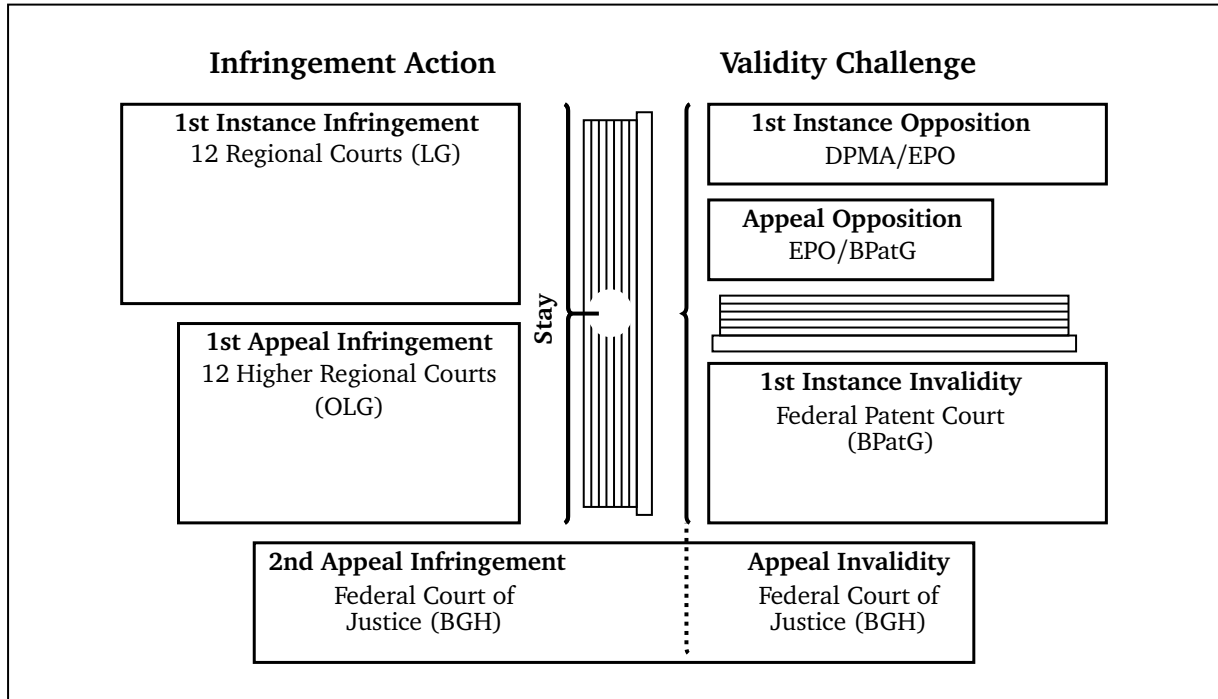 Infringement Action
1st Instance Infringement
12 Regional Courts (LG)
1st Appeal Infringement
12 Higher Regional Courts
(OLG)
Stay
Validity Challenge
1st Instance Opposition
DPMA/EPO
Appeal Opposition
EPO/BPatG
1st Instance Invalidity
Federal Patent Court
(BPatG)
2nd Appeal Infringement
Federal Court of
Justice (BGH)
Appeal Invalidity
Federal Court of
Justice (BGH)